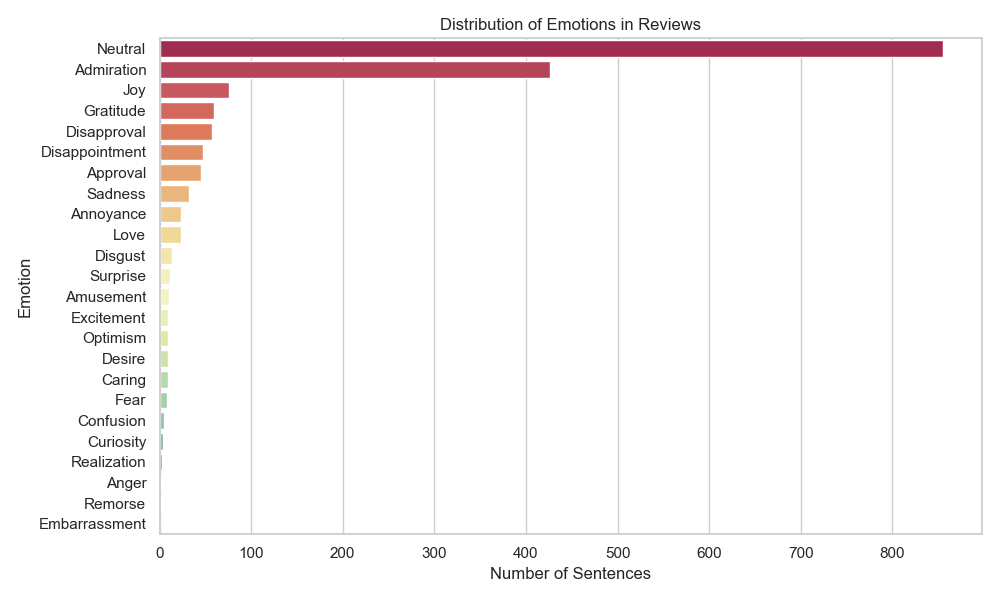 Distribution of Emotions in Reviews
Neutral
Admiration
Joy
Gratitude
Disapproval
Disappointment
Approval
Sadness
Annoyance
Love
Disgust
Surprise
Amusement
Excitement
Optimism
Desire
Caring
Fear
Confusion
Curiosity
Realization
Anger
Remorse
Embarrassment
Emotion
0 100 200 300 400 500 600 700 800
Number of Sentences